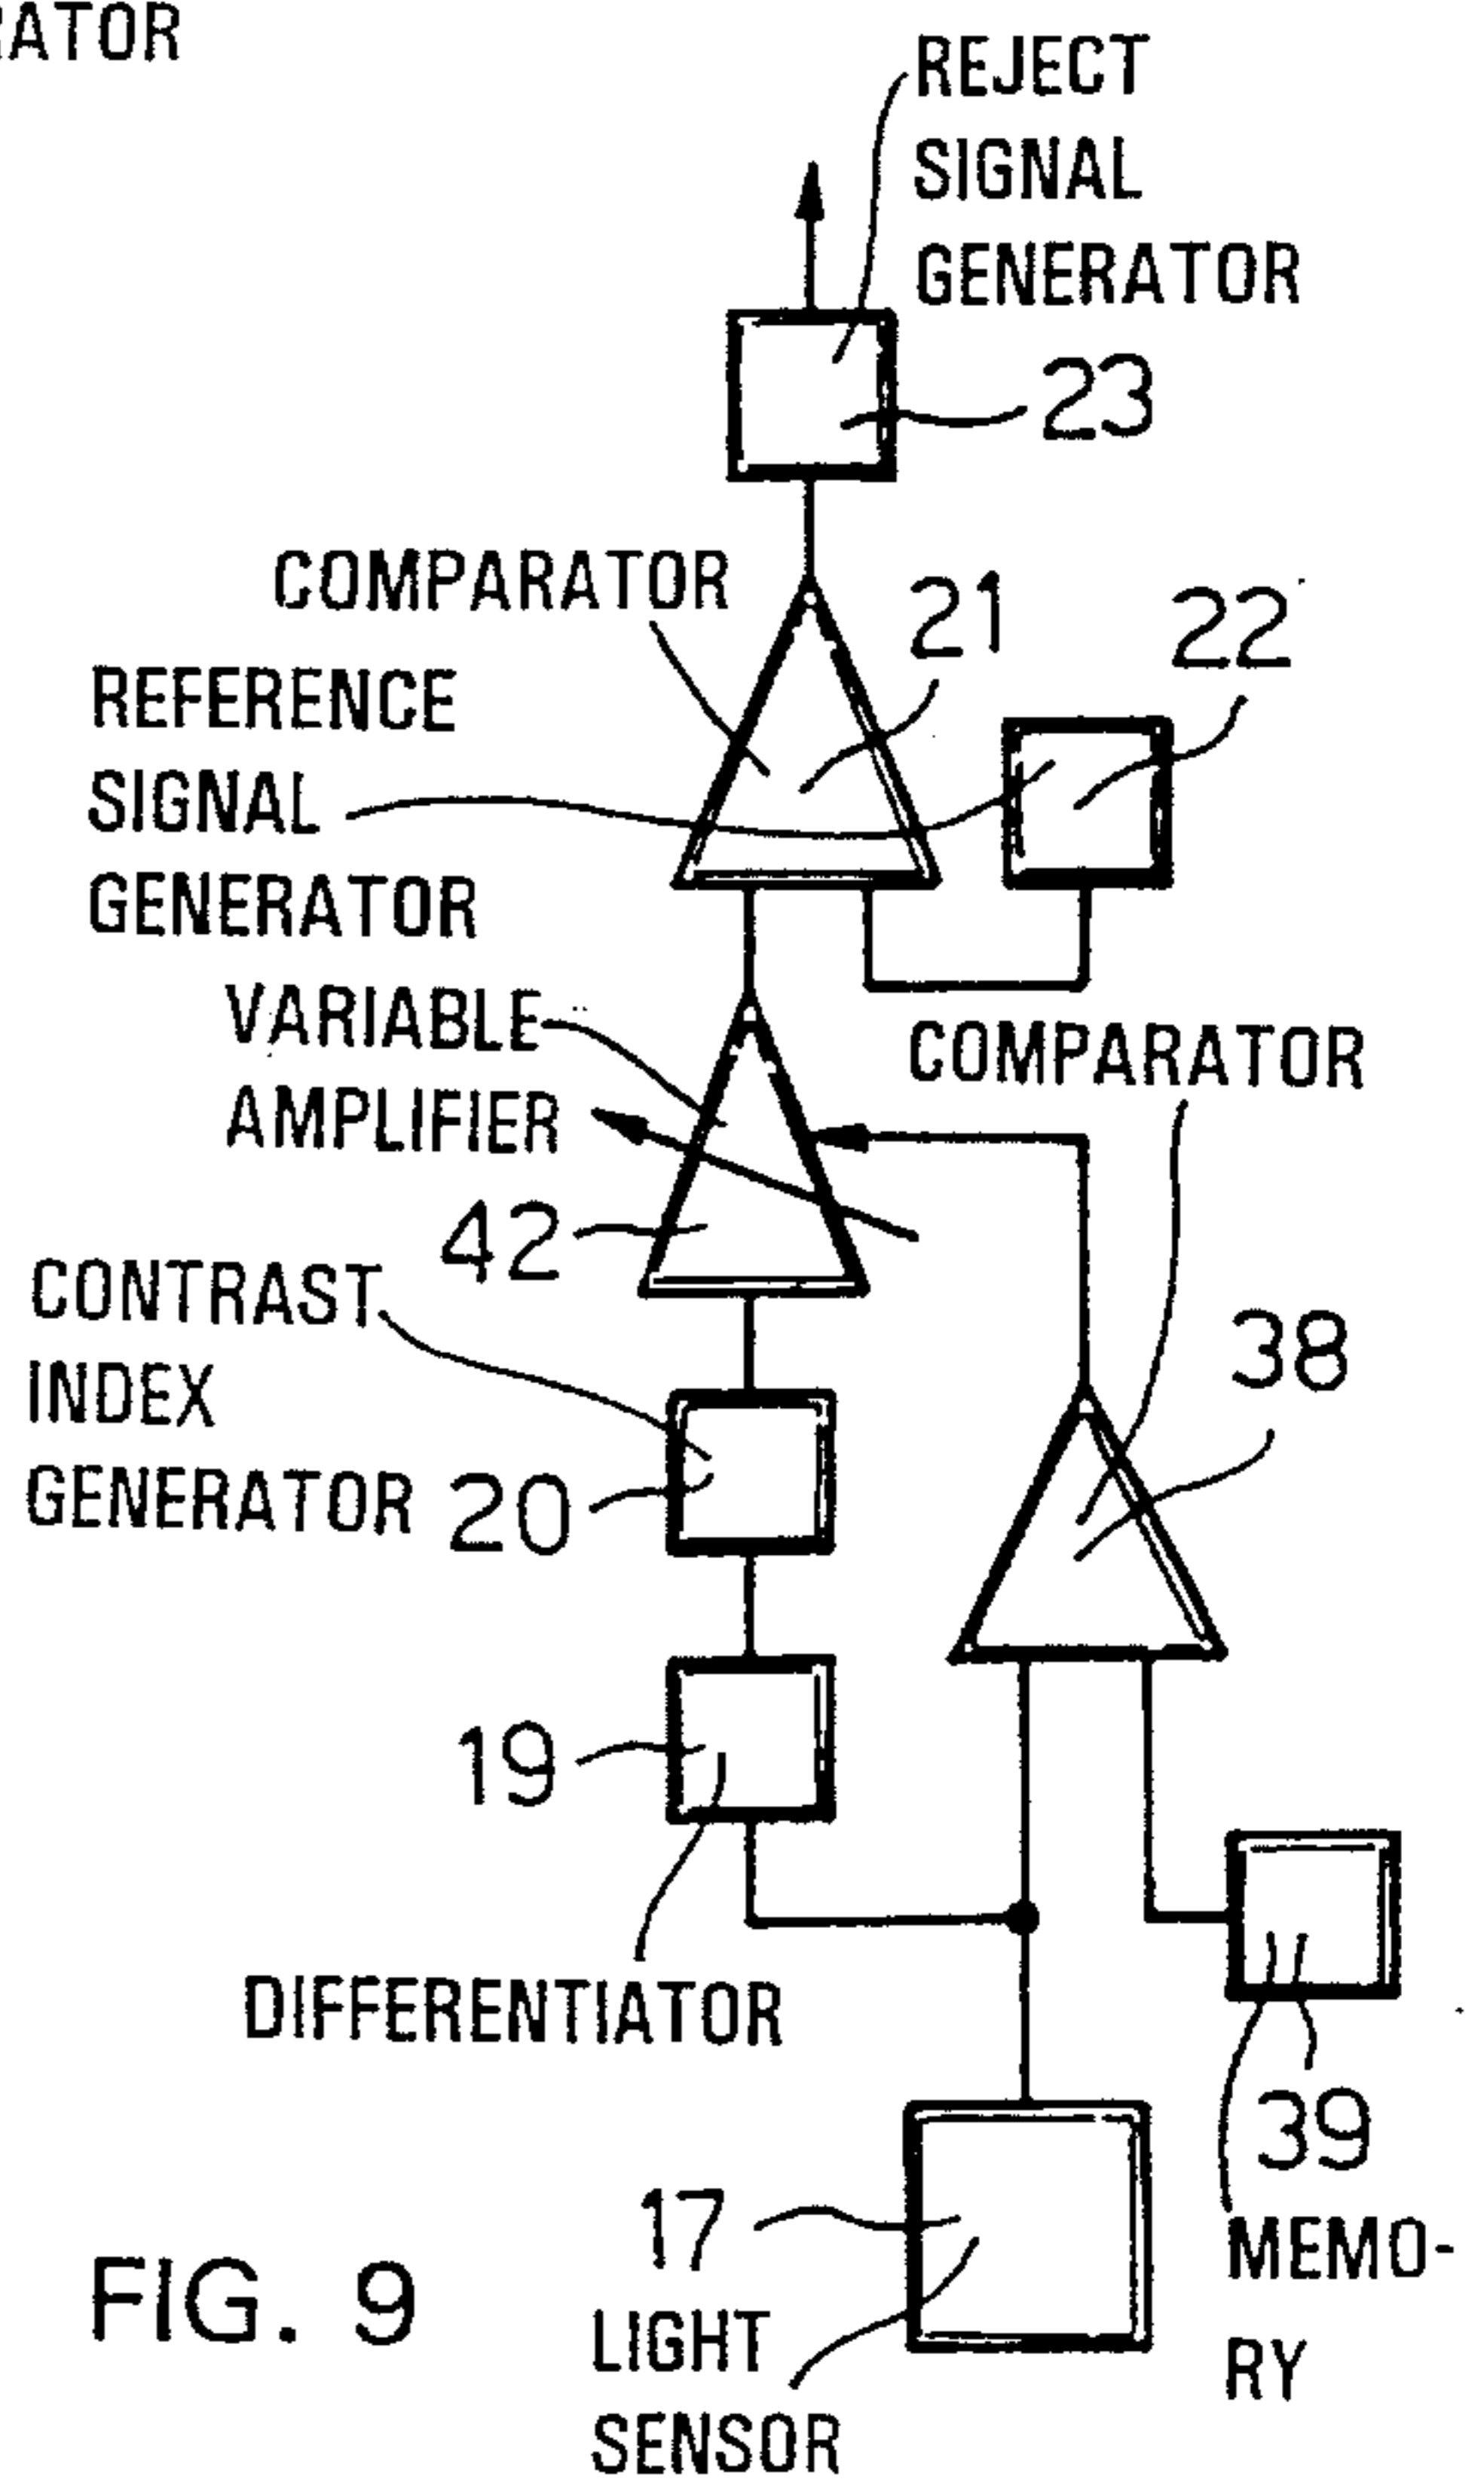 RATOR
REJECT
SIGNAL
GENERATOR
23
COMPARATOR
21
22
REFERENCE
SIGNAL
GENERATOR
VARIABLE
AMPLIFIER
COMPARATOR
42
CONTRAST
INDEX
GENERATOR
38
20
19
DIFFERENTIATOR
39
MEMO-
RY
17
LIGHT
SENSOR
FIG. 9